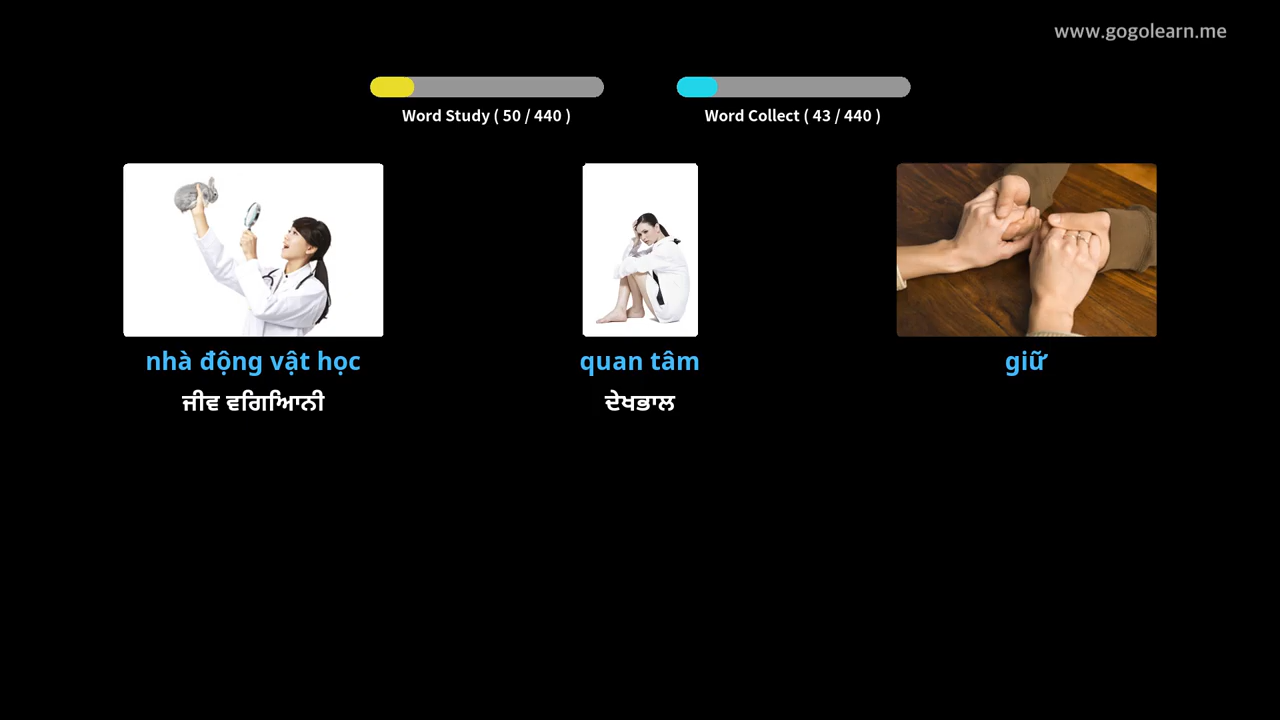 www.gogolearn.me
Word Study ( 50 / 440 )
Word Collect ( 43 / 440 )
nhà động vật học
quan tâm
giữ
ਜੀਵ ਵਗਿਆਿਨੀ
ਦੇਖਭਾਲ